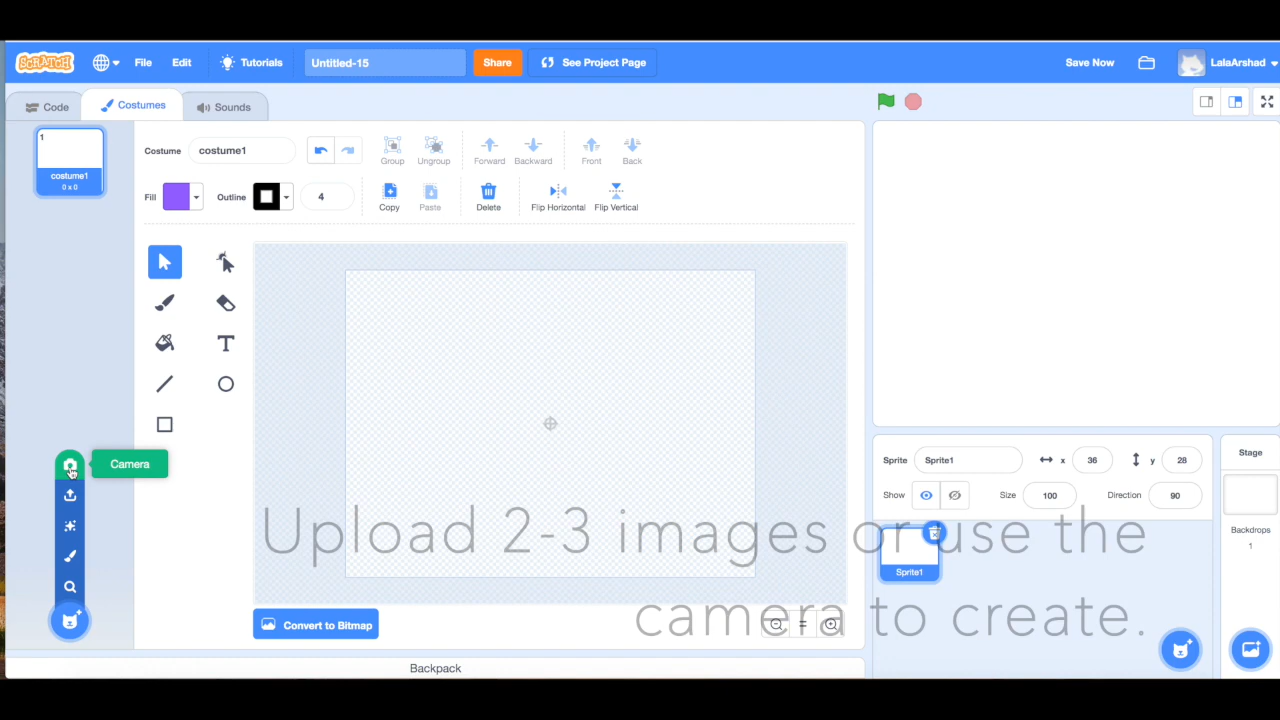 SCRATCH File Edit Tutorials Untitled-15 Share See Project Page Save Now LalaArshad
Code Costumes Sounds
1
costume1
0 x 0
Costume costume1 Group Ungroup Forward Backward Front Back
Fill Outline 4 Copy Paste Delete Flip Horizontal Flip Vertical
T
Camera
Sprite Sprite1 x 36 y 28
Show Size 100 Direction 90
Stage
Backdrops
1
Sprite1
Upload 2-3 images or use the
camera to create.
Convert to Bitmap
Backpack